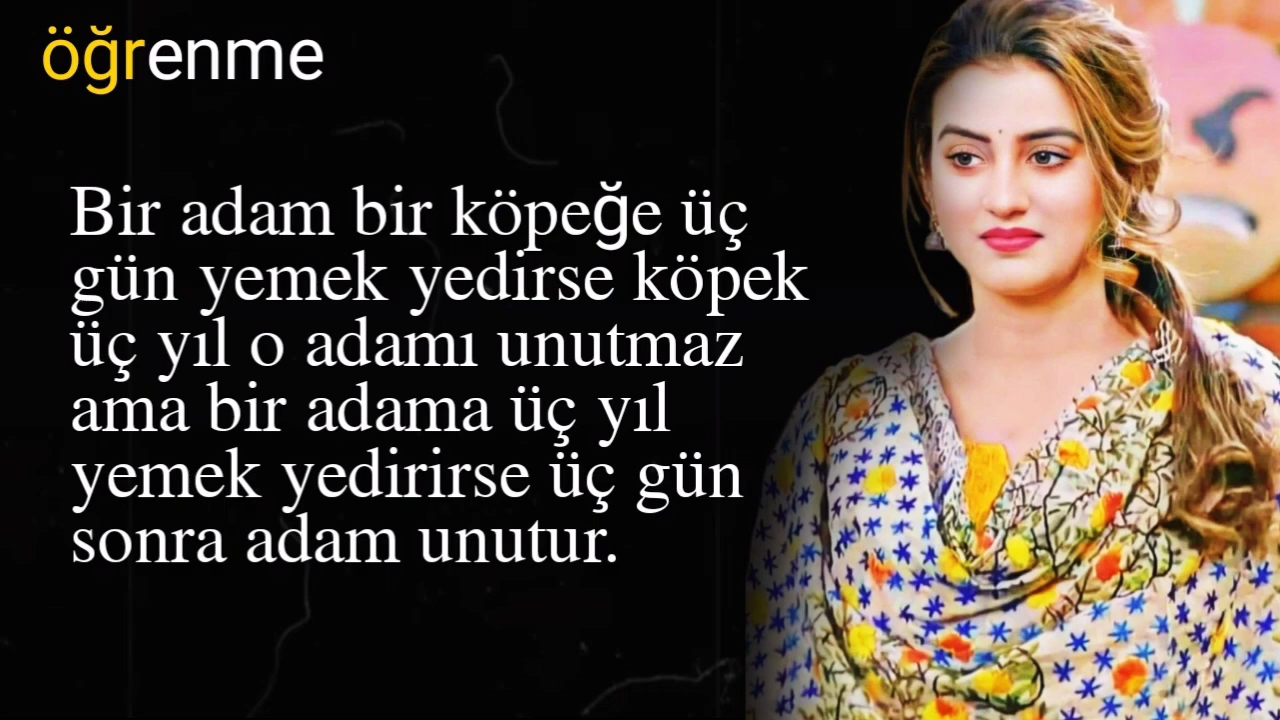 öğrenme
Bir adam bir köpeğe üç
gün yemek yedirse köpek
üç yıl o adamı unutmaz
ama bir adama üç yıl
yemek yedirirse üç gün
sonra adam unutur.